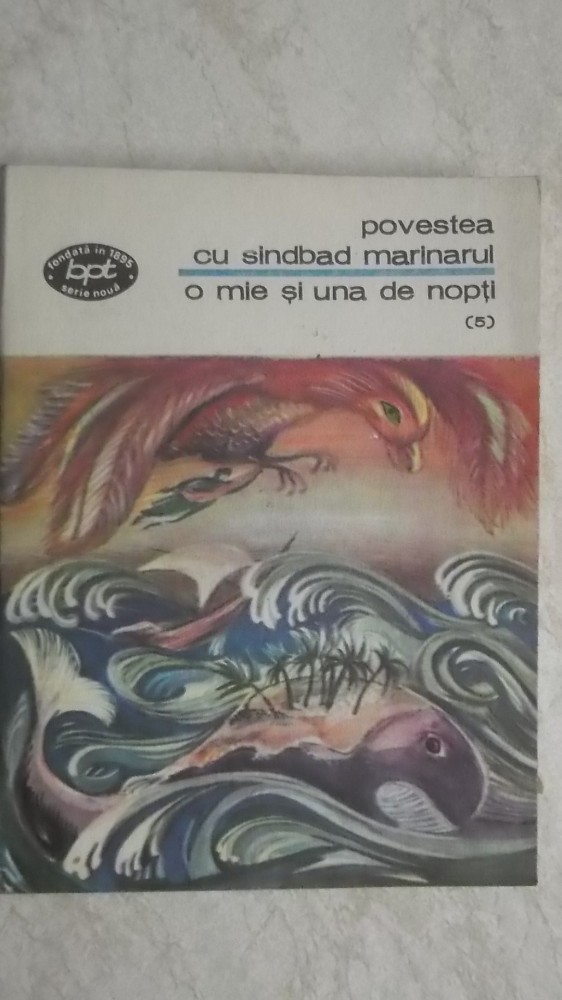 povestea
cu sindbad marinarul
o mie și una de nopți
(5)
fondată în 1895
bpt
serie nouă